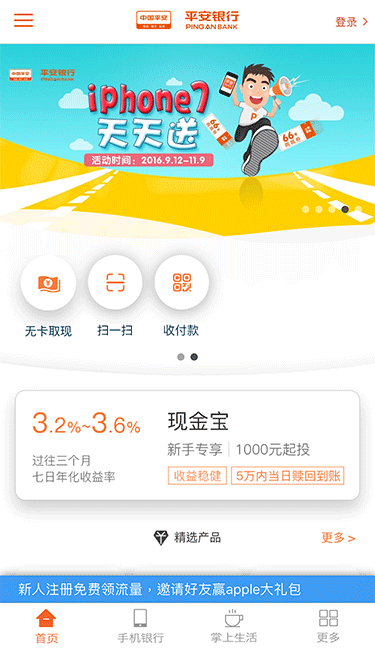 中国平安
平安银行
PING AN BANK
登录
平安银行
PING AN BANK
iphone7
天天送
活动时间：2016.9.12—11.9
66元
66元
无卡取现
扫一扫
收付款
3.2%~3.6%
现金宝
过往三个月
七日年化收益率
新手专享
1000元起投
收益稳健
5万内当日赎回到账
精选产品
更多 >
新人注册免费领流量，邀请好友赢apple大礼包
首页
手机银行
掌上生活
更多